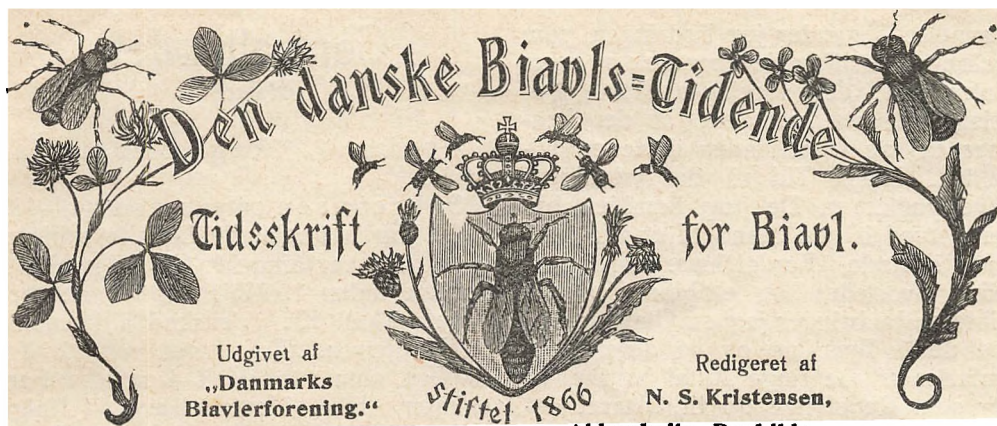 Den danske Biavls=Tidende
Tidsskrift for Biavl.
Udgivet af
„Danmarks
Biavlerforening.“
Stiftet 1866
Redigeret af
N. S. Kristensen,